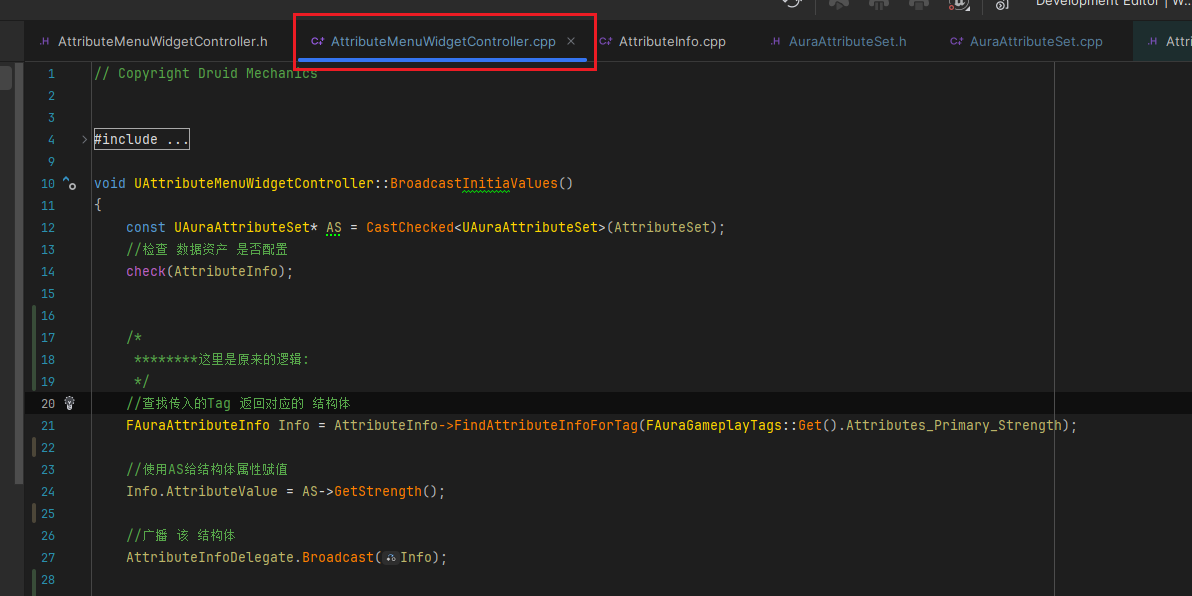 Development Editor | W...
.H AttributeMenuWidgetController.h C++ AttributeMenuWidgetController.cpp × C++ AttributeInfo.cpp .H AuraAttributeSet.h C++ AuraAttributeSet.cpp .H Attri
1 // Copyright Druid Mechanics
2
3
4 #include ...
9
10 void UAttributeMenuWidgetController::BroadcastInitiaValues()
11 {
12 const UAuraAttributeSet* AS = CastChecked<UAuraAttributeSet>(AttributeSet);
13 //检查 数据资产 是否配置
14 check(AttributeInfo);
15
16
17 /*
18 ********这里是原来的逻辑:
19 */
20 //查找传入的Tag 返回对应的 结构体
21 FAuraAttributeInfo Info = AttributeInfo->FindAttributeInfoForTag(FAuraGameplayTags::Get().Attributes_Primary_Strength);
22
23 //使用AS给结构体属性赋值
24 Info.AttributeValue = AS->GetStrength();
25
26 //广播 该 结构体
27 AttributeInfoDelegate.Broadcast(Info);
28